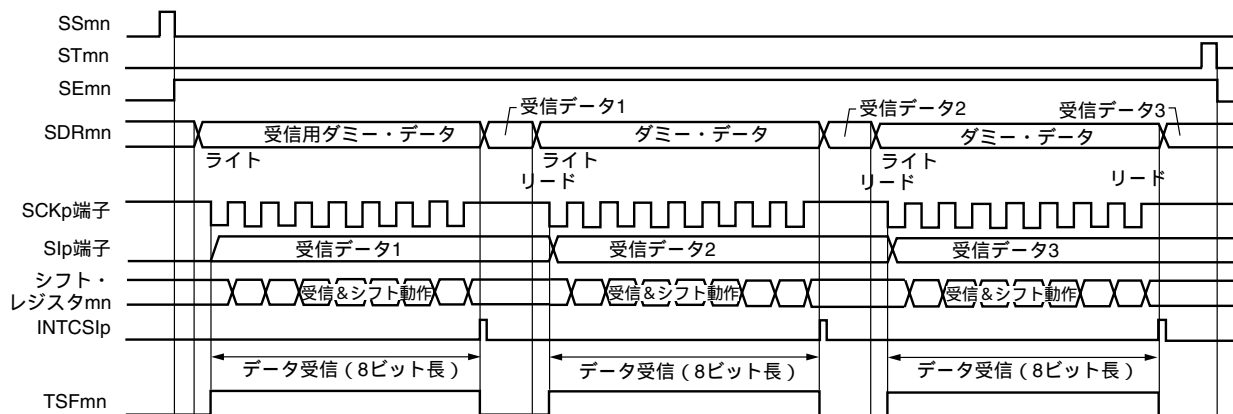 SSmn
STmn
SEmn
受信データ1
受信データ2
受信データ3
SDRmn
受信用ダミー・データ
ダミー・データ
ダミー・データ
ライト
ライト
ライト
リード
リード
リード
SCKp端子
SIp端子
受信データ1
受信データ2
受信データ3
シフト・
レジスタmn
受信&シフト動作
受信&シフト動作
受信&シフト動作
INTCSIp
データ受信(8ビット長)
データ受信(8ビット長)
データ受信(8ビット長)
TSFmn